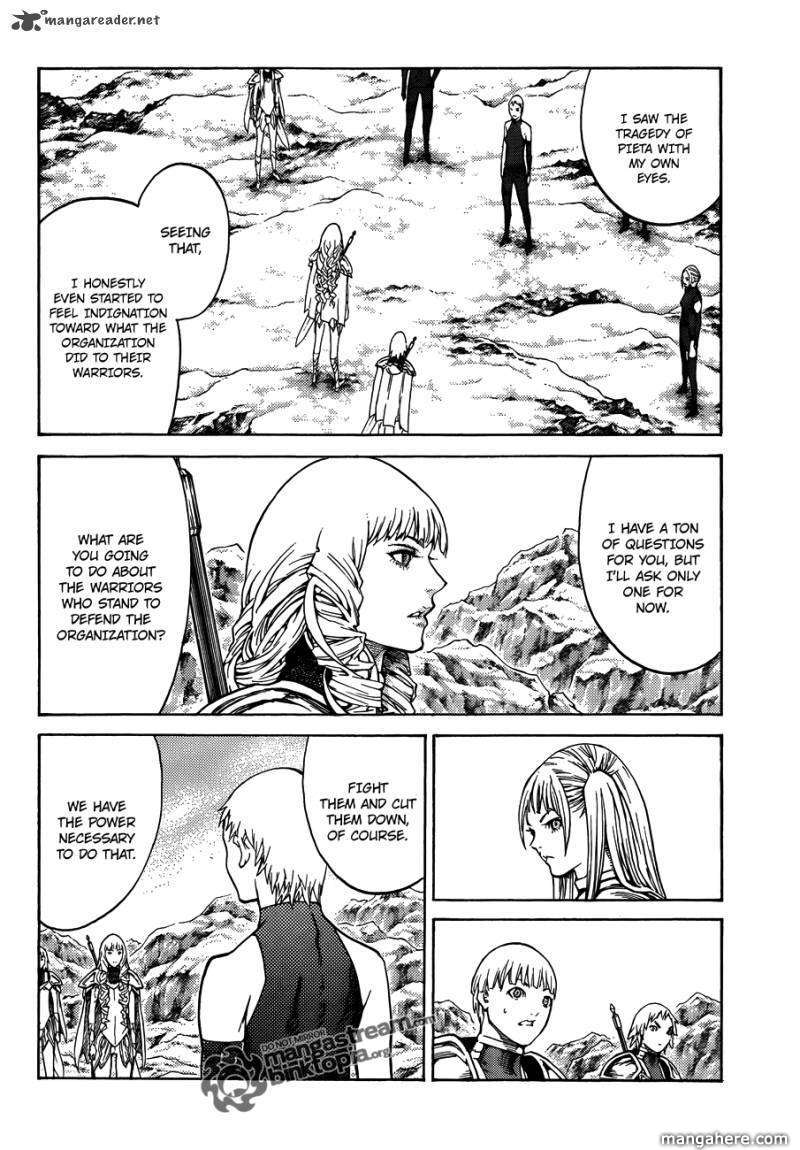 mangareader.net
I SAW THE
TRAGEDY OF
PIETA WITH
MY OWN
EYES.
SEEING
THAT,
I HONESTLY
EVEN STARTED TO
FEEL INDIGNATION
TOWARD WHAT THE
ORGANIZATION
DID TO THEIR
WARRIORS.
I HAVE A TON
OF QUESTIONS
FOR YOU, BUT
I'LL ASK ONLY
ONE FOR
NOW.
WHAT ARE
YOU GOING
TO DO ABOUT
THE WARRIORS
WHO STAND TO
DEFEND THE
ORGANIZATION?
FIGHT
THEM AND CUT
THEM DOWN,
OF COURSE.
WE HAVE
THE POWER
NECESSARY
TO DO THAT.
DO NOT MIRROR
mangastream.com
binktopia.org
mangahere.com